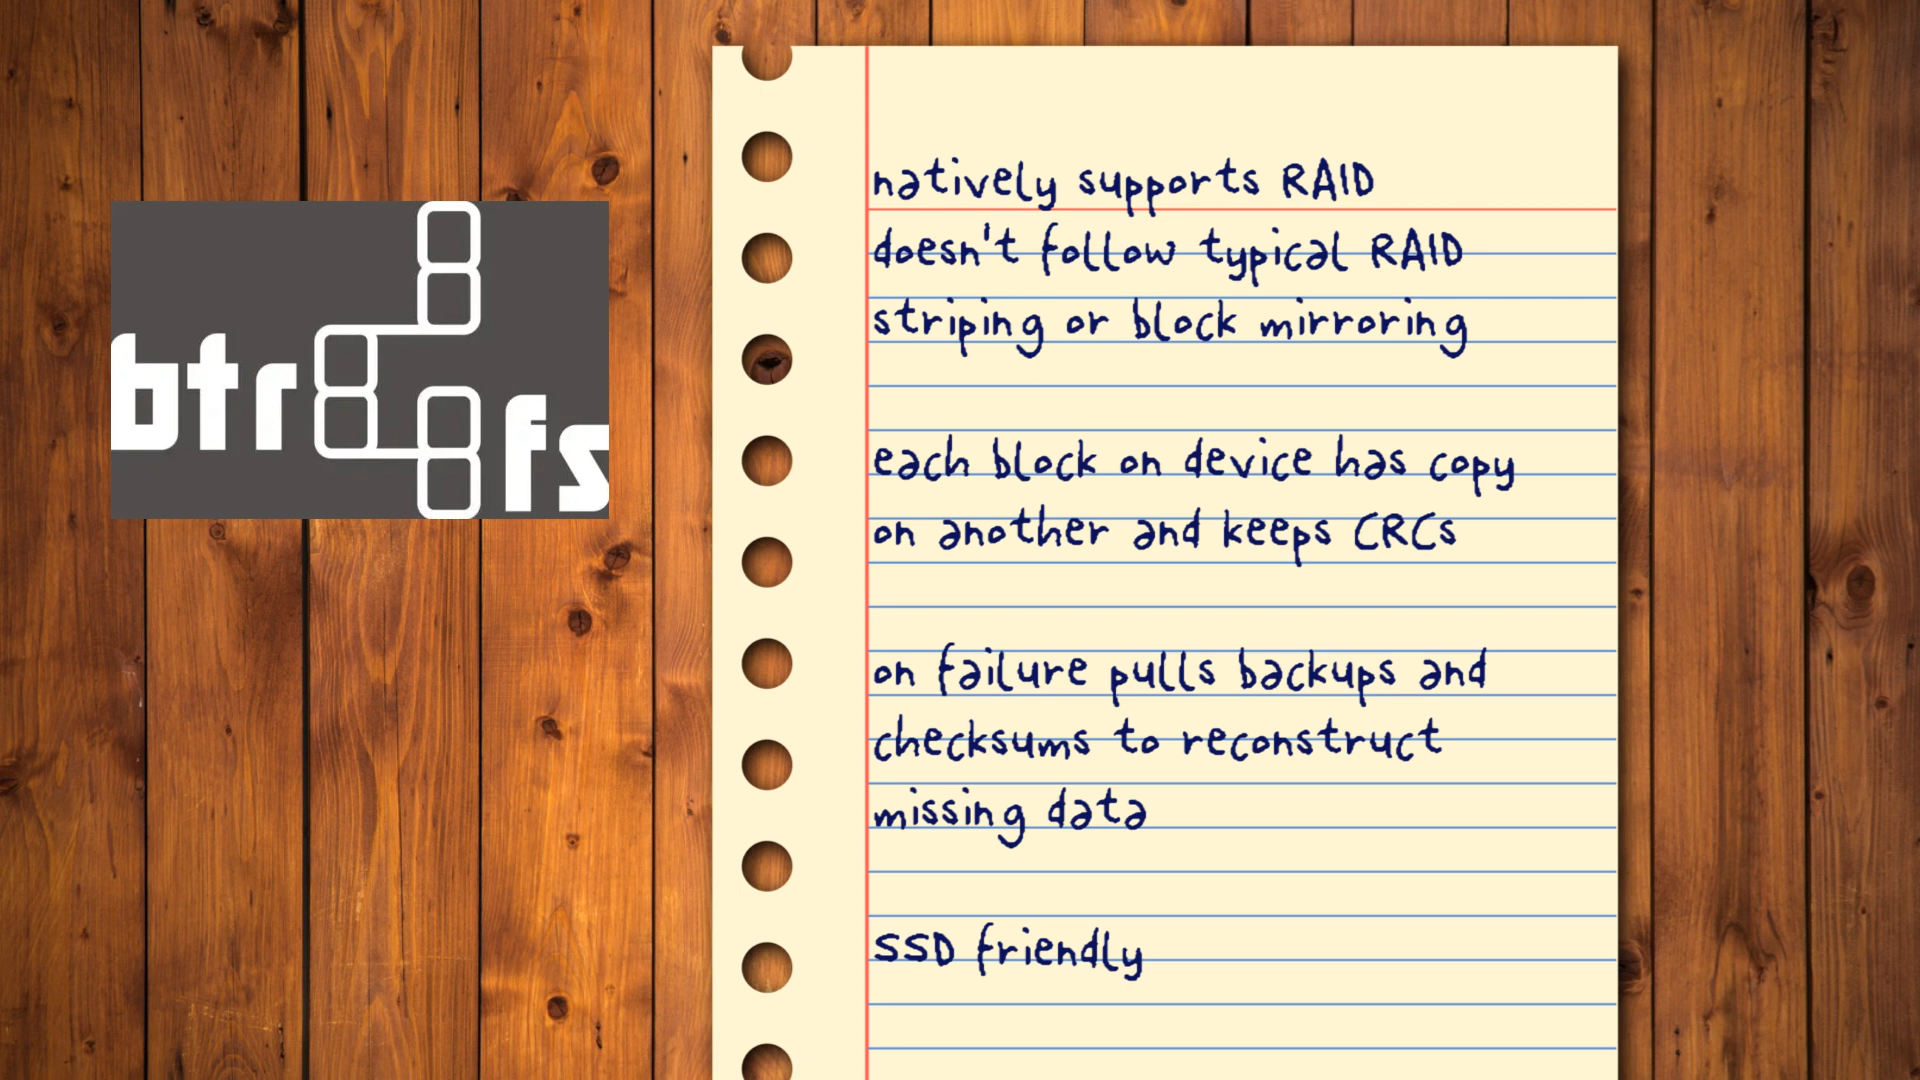 btrfs
natively supports RAID
doesn't follow typical RAID
striping or block mirroring
each block on device has copy
on another and keeps CRCs
on failure pulls backups and
checksums to reconstruct
missing data
SSD friendly